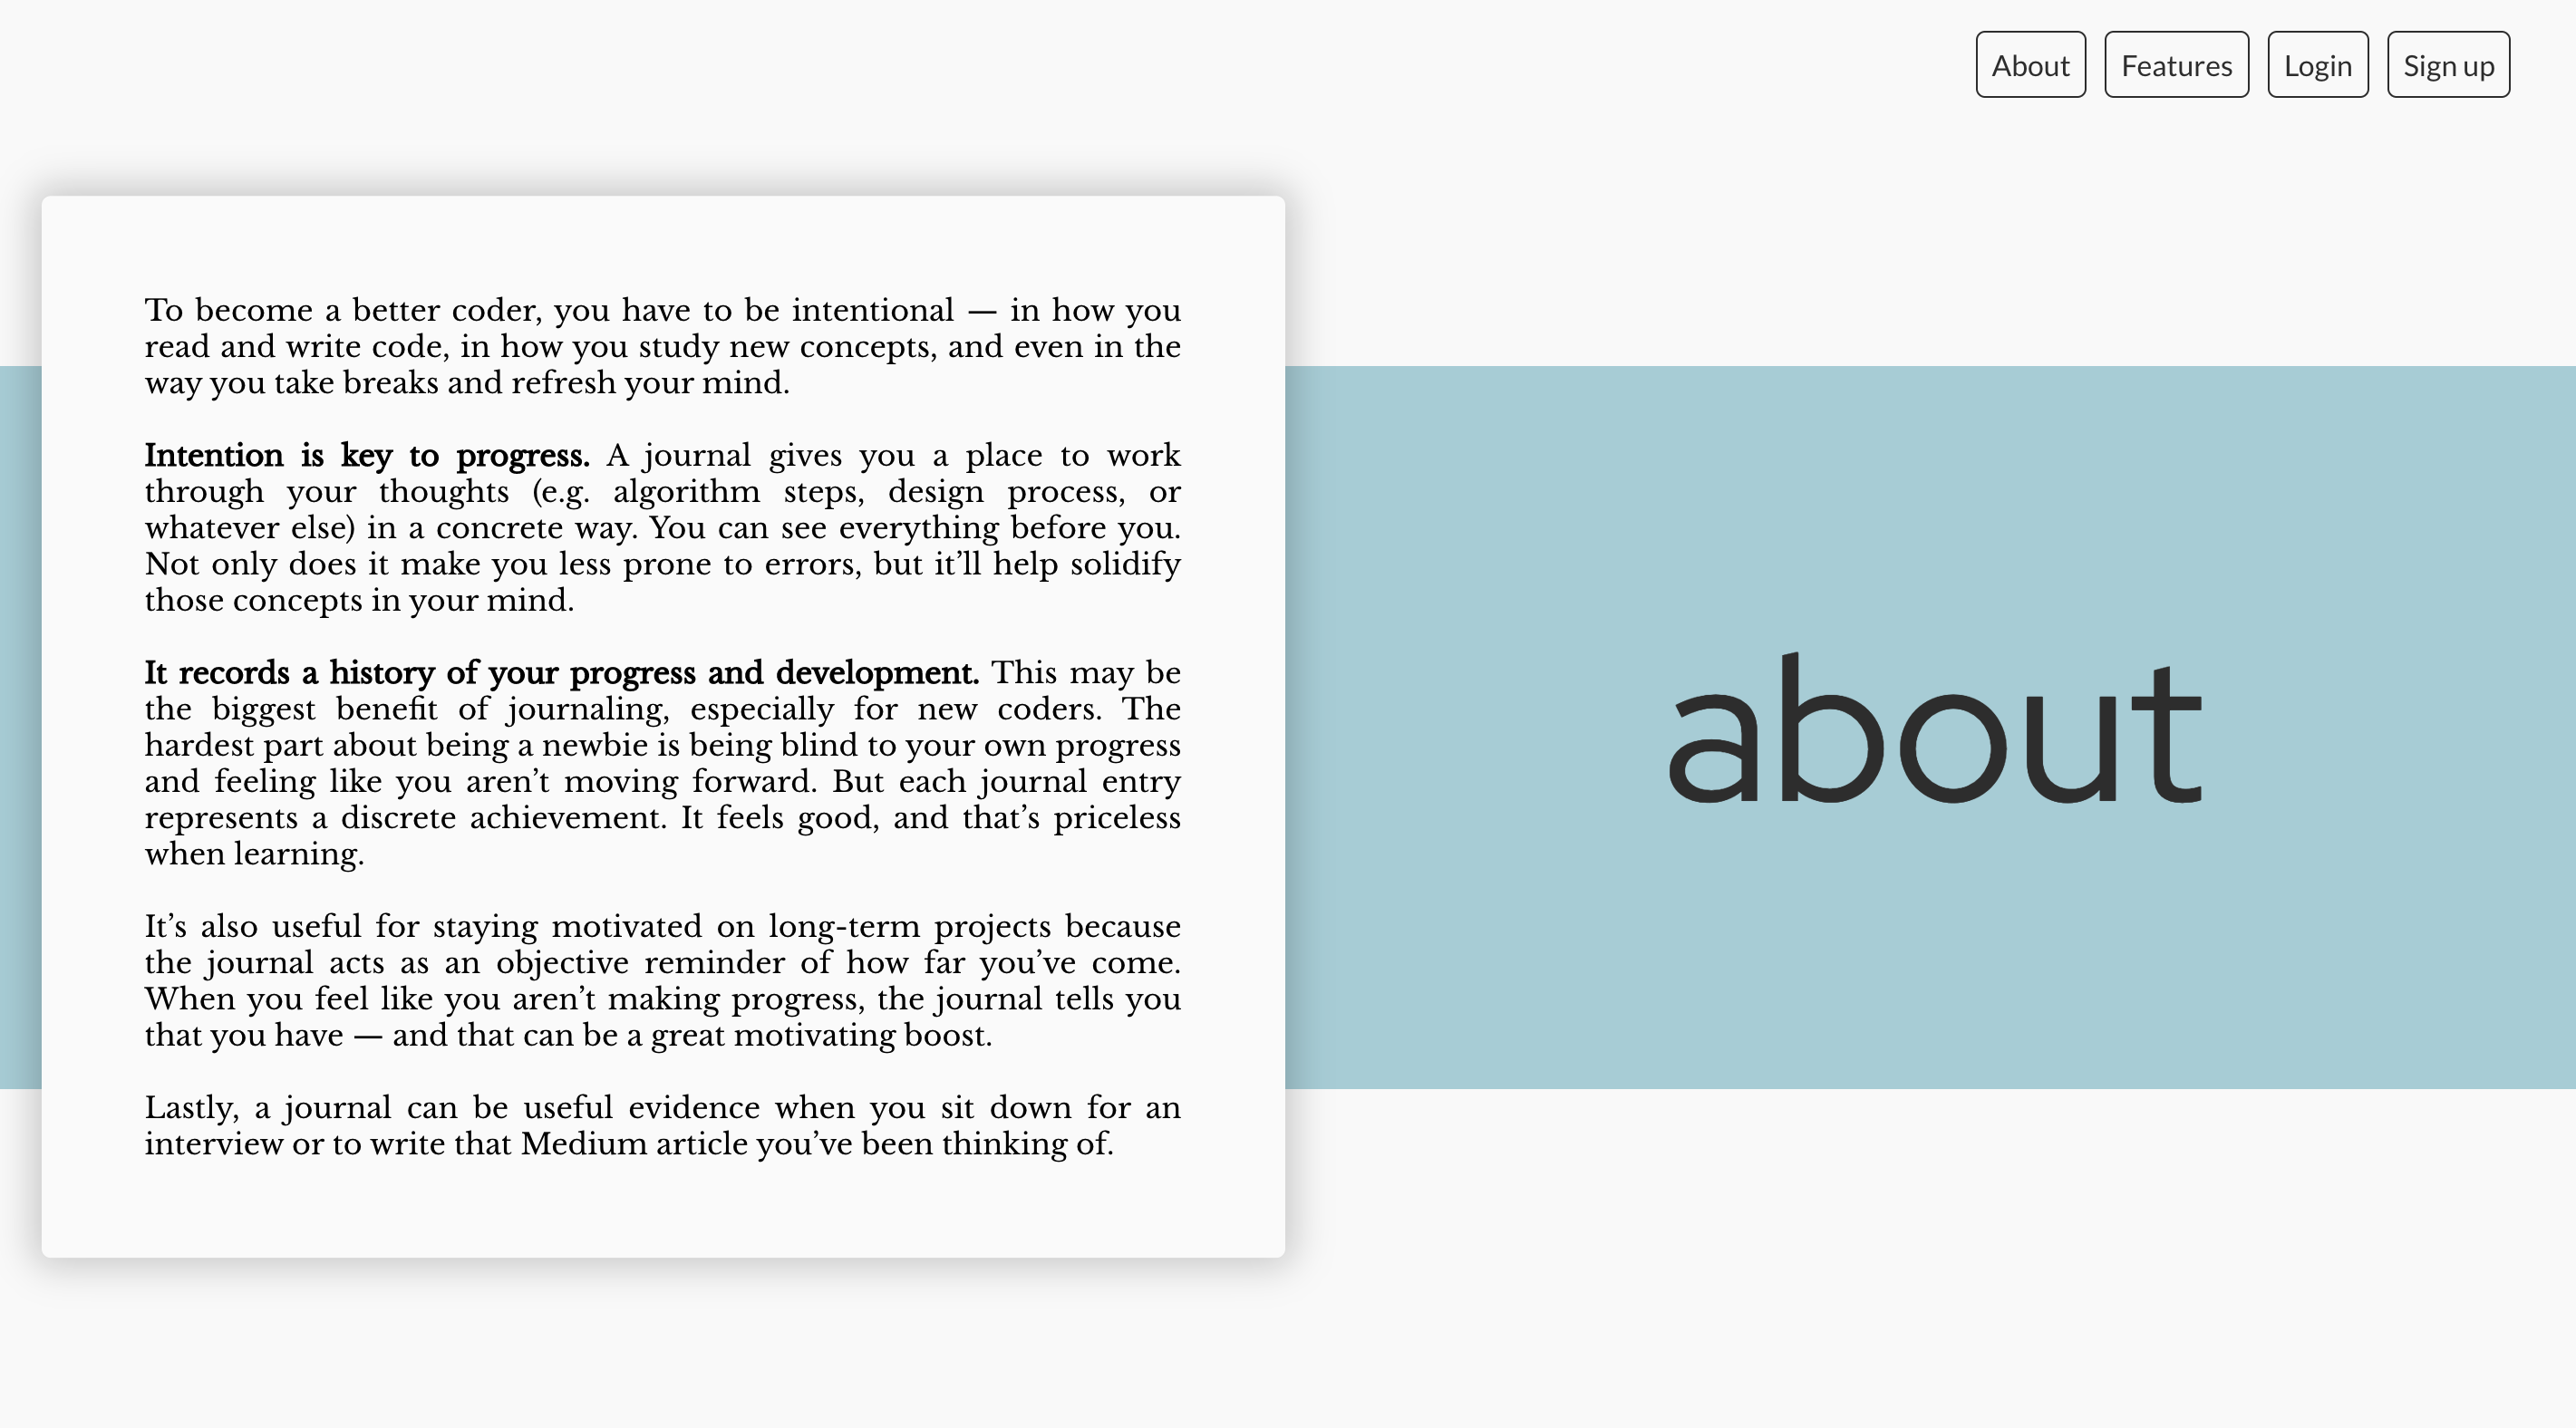 About Features Login Sign up
To become a better coder, you have to be intentional — in how you
read and write code, in how you study new concepts, and even in the
way you take breaks and refresh your mind.
Intention is key to progress. A journal gives you a place to work
through your thoughts (e.g. algorithm steps, design process, or
whatever else) in a concrete way. You can see everything before you.
Not only does it make you less prone to errors, but it’ll help solidify
those concepts in your mind.
It records a history of your progress and development. This may be
the biggest benefit of journaling, especially for new coders. The
hardest part about being a newbie is being blind to your own progress
and feeling like you aren’t moving forward. But each journal entry
represents a discrete achievement. It feels good, and that’s priceless
when learning.
It’s also useful for staying motivated on long-term projects because
the journal acts as an objective reminder of how far you’ve come.
When you feel like you aren’t making progress, the journal tells you
that you have — and that can be a great motivating boost.
Lastly, a journal can be useful evidence when you sit down for an
interview or to write that Medium article you’ve been thinking of.
about